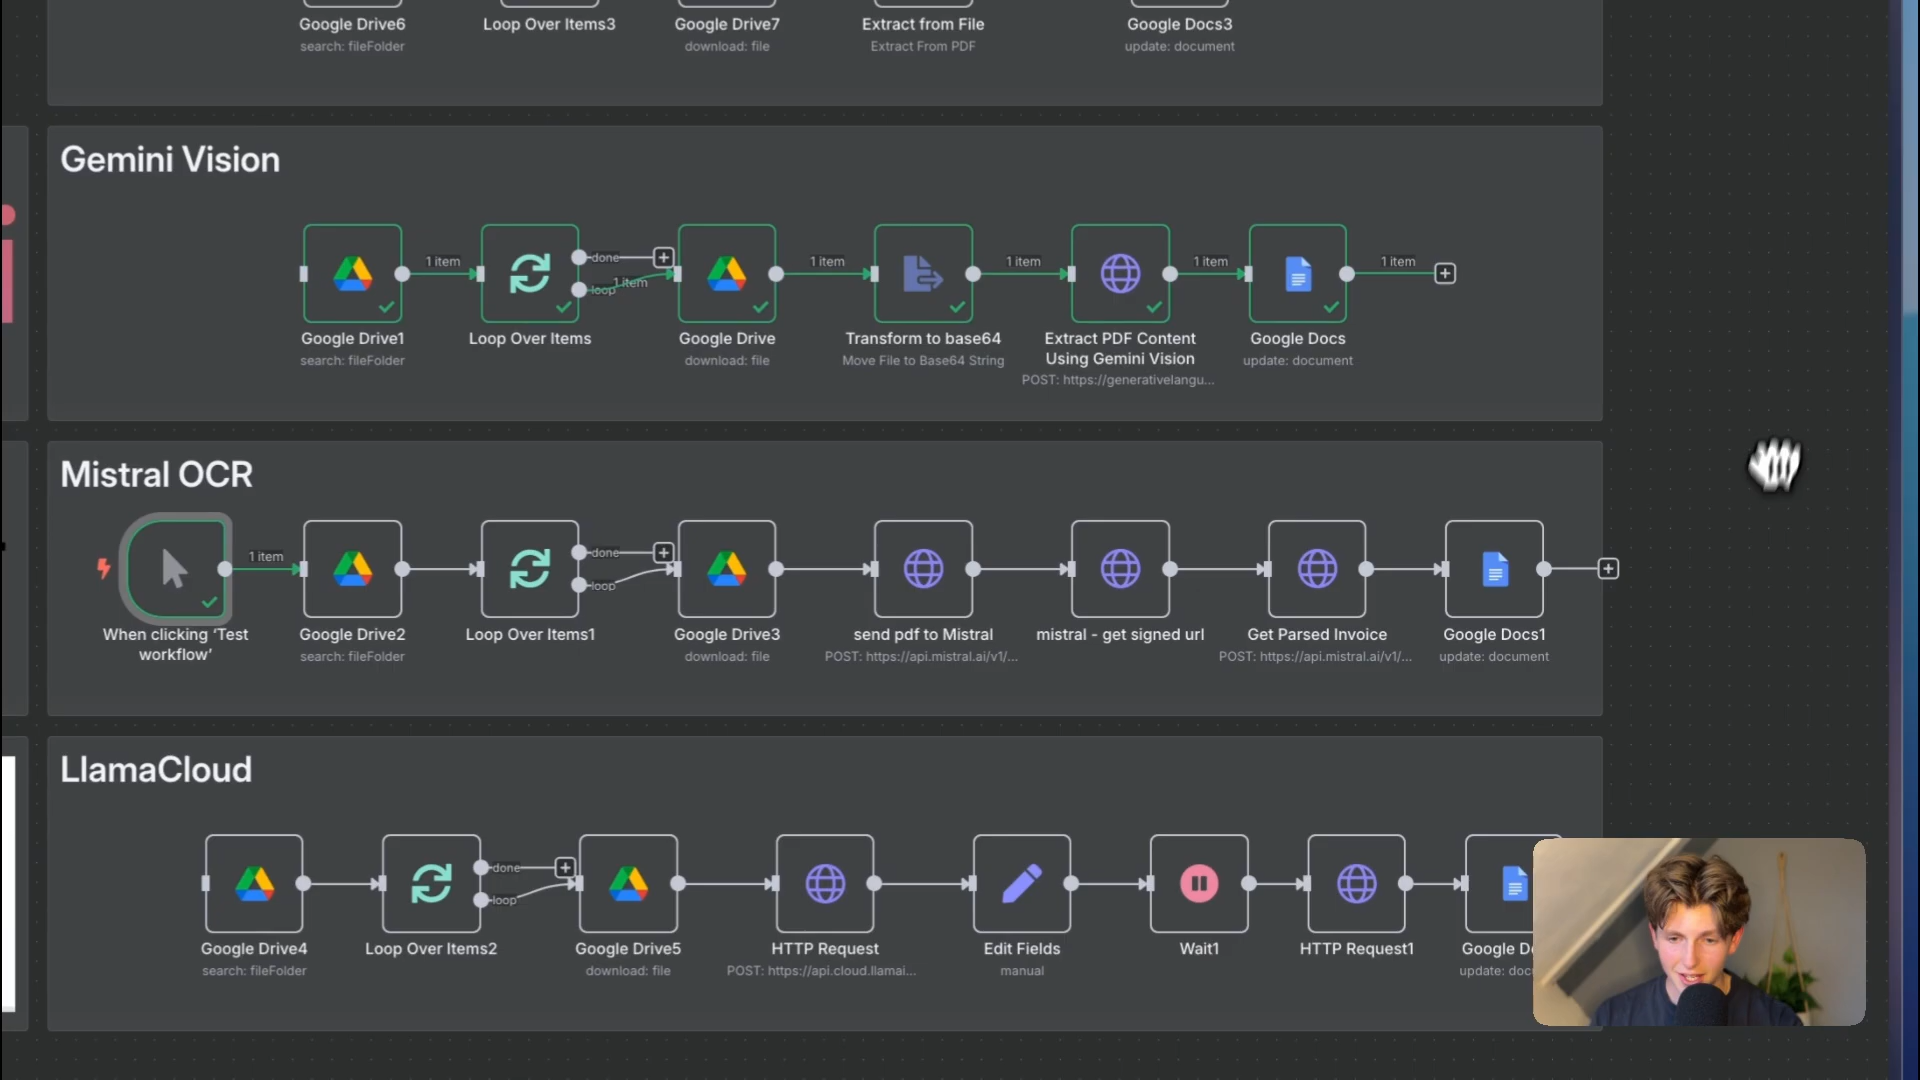 Google Drive6
search: fileFolder
Loop Over Items3
Google Drive7
download: file
Extract from File
Extract From PDF
Google Docs3
update: document
Gemini Vision
1 item
done
loop
1 item
1 item
1 item
1 item
1 item
Google Drive1
search: fileFolder
Loop Over Items
Google Drive
download: file
Transform to base64
Move File to Base64 String
Extract PDF Content
Using Gemini Vision
POST: https://generativelangu...
Google Docs
update: document
Mistral OCR
1 item
done
loop
When clicking ‘Test
workflow’
Google Drive2
search: fileFolder
Loop Over Items1
Google Drive3
download: file
send pdf to Mistral
POST: https://api.mistral.ai/v1/...
mistral - get signed url
Get Parsed Invoice
POST: https://api.mistral.ai/v1/...
Google Docs1
update: document
LlamaCloud
done
loop
Google Drive4
search: fileFolder
Loop Over Items2
Google Drive5
download: file
HTTP Request
POST: https://api.cloud.llamai...
Edit Fields
manual
Wait1
HTTP Request1
Google
update: